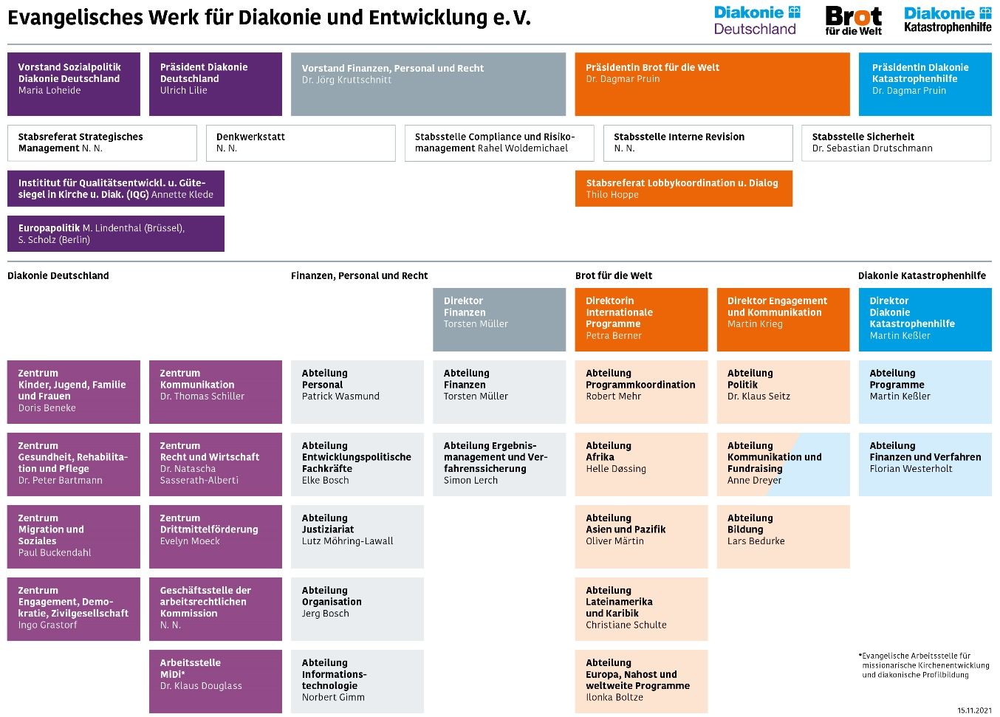 Evangelisches Werk für Diakonie und Entwicklung e. V.
Diakonie
Deutschland
Brot
für die Welt
Diakonie
Katastrophenhilfe
Vorstand Sozialpolitik
Diakonie Deutschland
Maria Loheide
Präsident Diakonie
Deutschland
Ulrich Lilie
Vorstand Finanzen, Personal und Recht
Dr. Jörg Kruttschnitt
Präsidentin Brot für die Welt
Dr. Dagmar Pruin
Präsidentin Diakonie
Katastrophenhilfe
Dr. Dagmar Pruin
Stabsreferat Strategisches
Management N. N.
Denkwerkstatt
N. N.
Stabsstelle Compliance und Risiko-
management Rahel Woldemichael
Stabsstelle Interne Revision
N. N.
Stabsstelle Sicherheit
Dr. Sebastian Drutschmann
Instititut für Qualitätsentwickl. u. Güte-
siegel in Kirche u. Diak. (IQG) Annette Klede
Stabsreferat Lobbykoordination u. Dialog
Thilo Hoppe
Europapolitik M. Lindenthal (Brüssel),
S. Scholz (Berlin)
Diakonie Deutschland
Finanzen, Personal und Recht
Brot für die Welt
Diakonie Katastrophenhilfe
Direktor
Finanzen
Torsten Müller
Direktorin
Internationale
Programme
Petra Berner
Direktor Engagement
und Kommunikation
Martin Krieg
Direktor
Diakonie
Katastrophenhilfe
Martin Keßler
Zentrum
Kinder, Jugend, Familie
und Frauen
Doris Beneke
Zentrum
Kommunikation
Dr. Thomas Schiller
Abteilung
Personal
Patrick Wasmund
Abteilung
Finanzen
Torsten Müller
Abteilung
Programmkoordination
Robert Mehr
Abteilung
Politik
Dr. Klaus Seitz
Abteilung
Programme
Martin Keßler
Zentrum
Gesundheit, Rehabilita-
tion und Pflege
Dr. Peter Bartmann
Zentrum
Recht und Wirtschaft
Dr. Natascha
Sasserath-Alberti
Abteilung
Entwicklungspolitische
Fachkräfte
Elke Bosch
Abteilung Ergebnis-
management und Ver-
fahrenssicherung
Simon Lerch
Abteilung
Afrika
Helle Døssing
Abteilung
Kommunikation und
Fundraising
Anne Dreyer
Abteilung
Finanzen und Verfahren
Florian Westerholt
Zentrum
Migration und
Soziales
Paul Buckendahl
Zentrum
Drittmittelförderung
Evelyn Moeck
Abteilung
Justiziariat
Lutz Möhring-Lawall
Abteilung
Asien und Pazifik
Oliver Märtin
Abteilung
Bildung
Lars Bedurke
Zentrum
Engagement, Demo-
kratie, Zivilgesellschaft
Ingo Grastorf
Geschäftsstelle der
arbeitsrechtlichen
Kommission
N. N.
Abteilung
Organisation
Jerg Bosch
Abteilung
Lateinamerika
und Karibik
Christiane Schulte
Arbeitsstelle
MiDi*
Dr. Klaus Douglass
Abteilung
Informations-
technologie
Norbert Gimm
Abteilung
Europa, Nahost und
weltweite Programme
Ilonka Boltze
*Evangelische Arbeitsstelle für
missionarische Kirchenentwicklung
und diakonische Profilbildung
15.11.2021